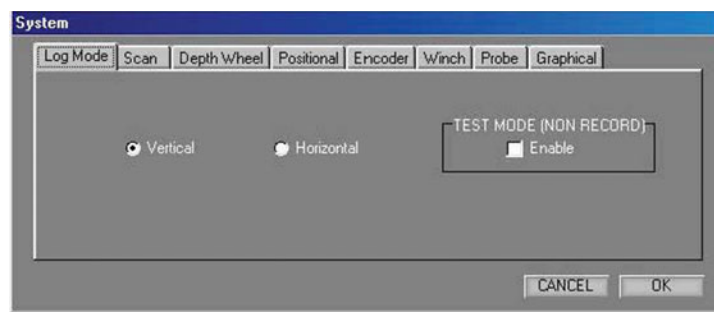 System
Log Mode Scan Depth Wheel Positional Encoder Winch Probe Graphical
TEST MODE (NON RECORD)
Vertical Horizontal Enable
CANCEL OK